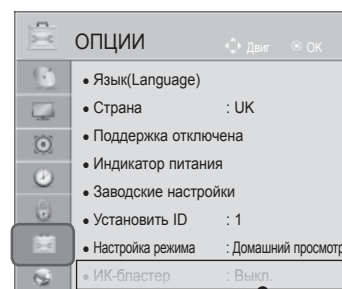 ОПЦИИ Двиг OK
• Язык(Language)
• Страна : UK
• Поддержка отключена
• Индикатор питания
• Заводские настройки
• Установить ID : 1
• Настройка режима : Домашний просмотр
• ИК-бластер : Выкл.